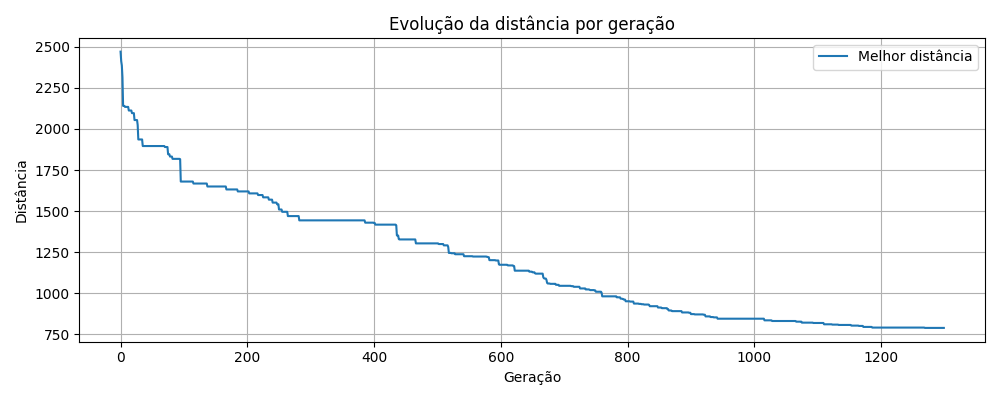 Evolução da distância por geração
Melhor distância
Distância
2500
2250
2000
1750
1500
1250
1000
750
0 200 400 600 800 1000 1200
Geração